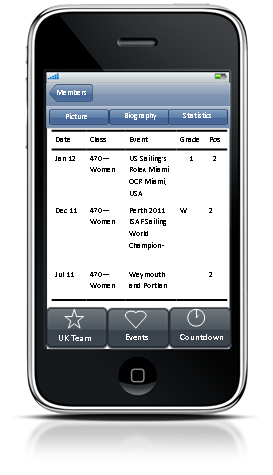 Members
Picture Biography Statistics
Date Class Event Grade Pos
Jan 12 470— US Sailing's 1 2
Women Rolex Miami
OCR Miami,
USA
Dec 11 470— Perth 2011 W 2
Women ISAF Sailing
World
Champion-
Jul 11 470— Weymouth 2
Women and Portlan
UK Team Events Countdown